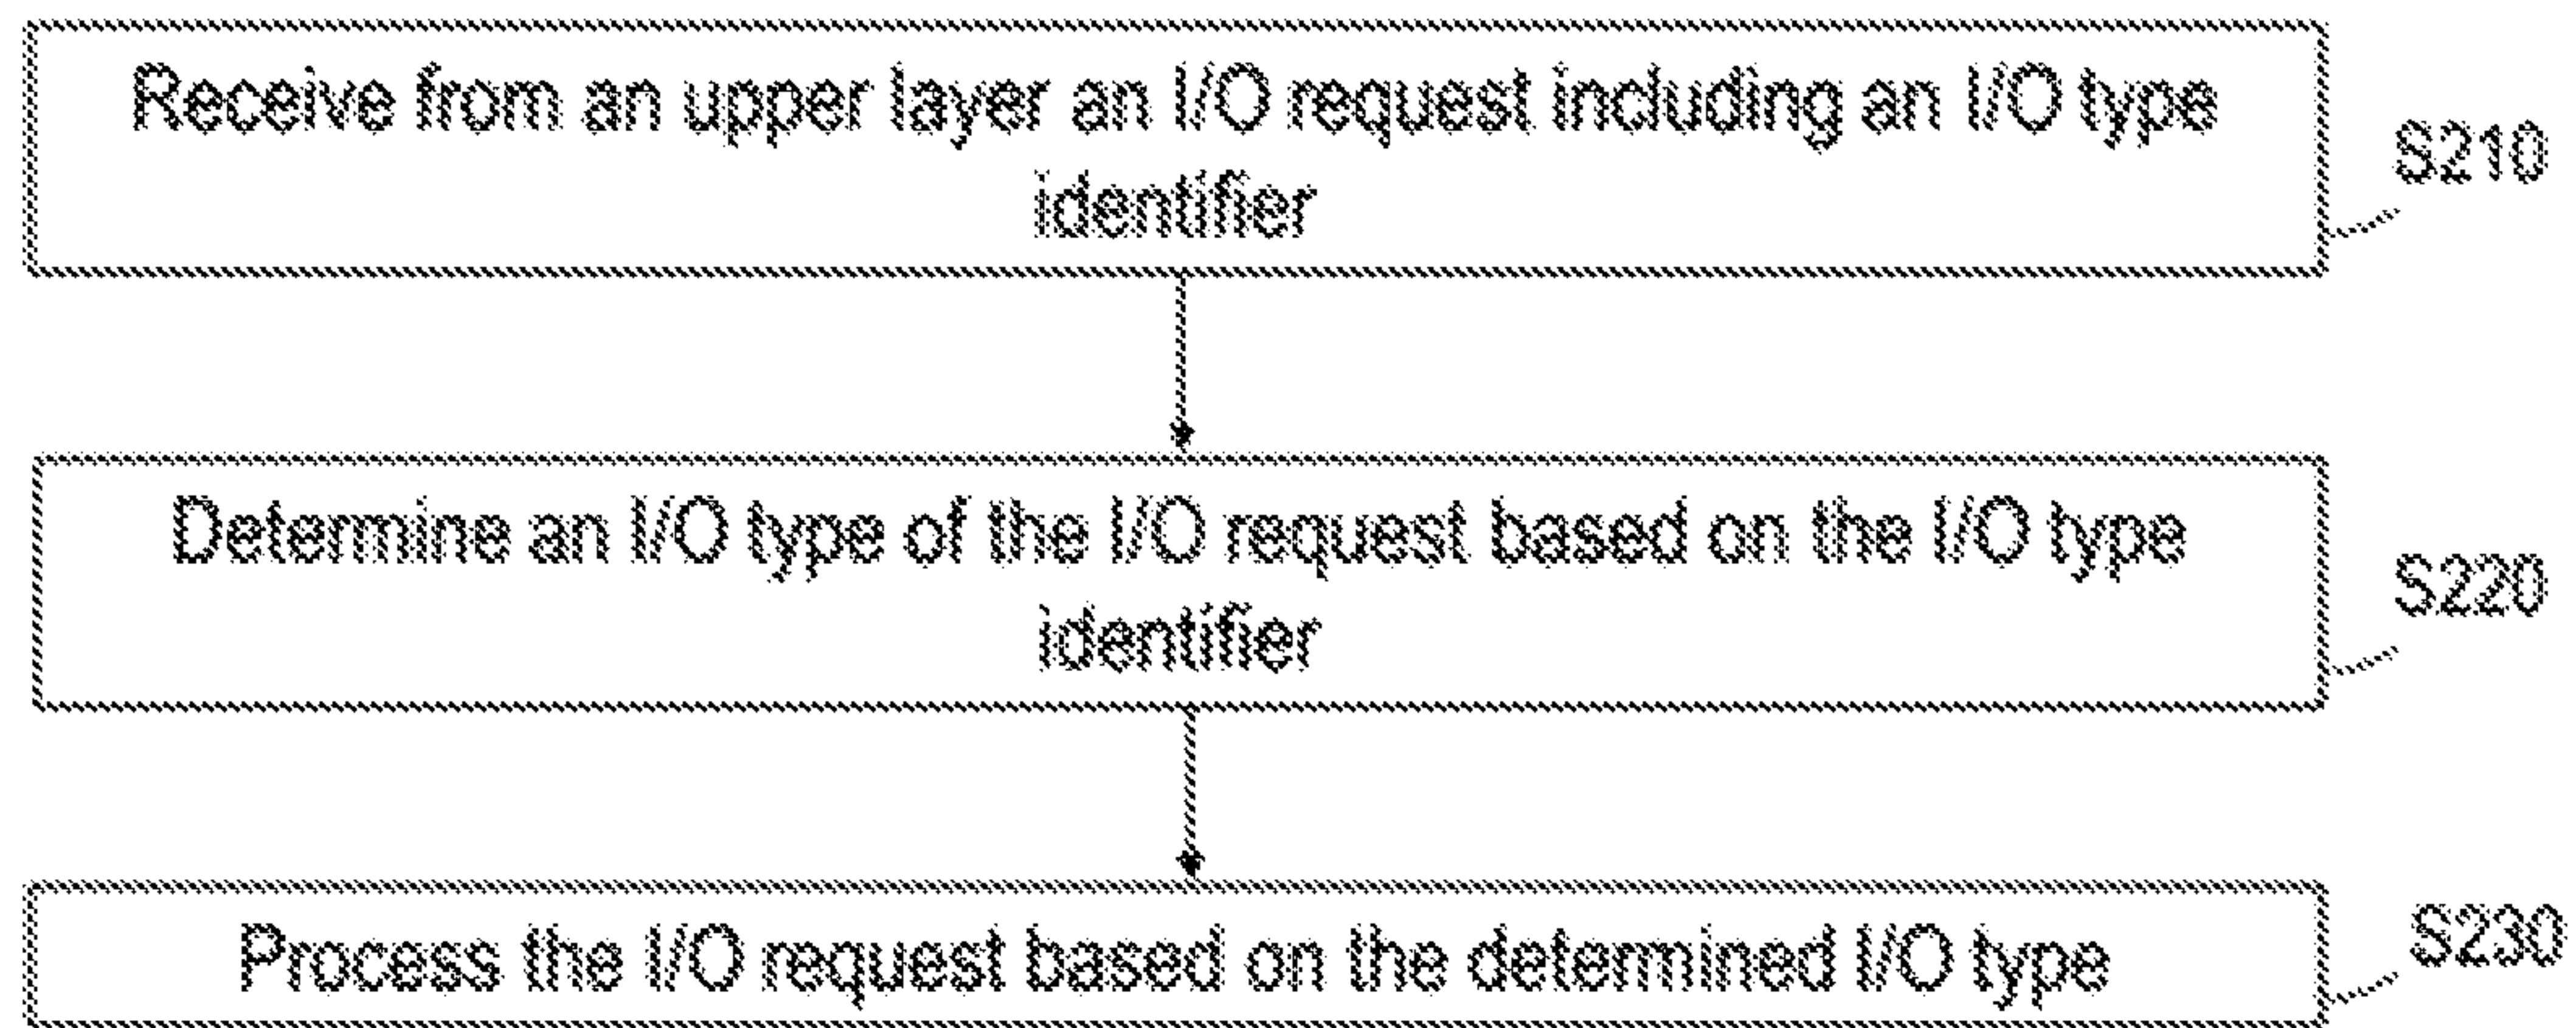 Receive from an upper layer an I/O request including an I/O type
identifier
S210
Determine an I/O type of the I/O request based on the I/O type
identifier
S220
Process the I/O request based on the determined I/O type
S230